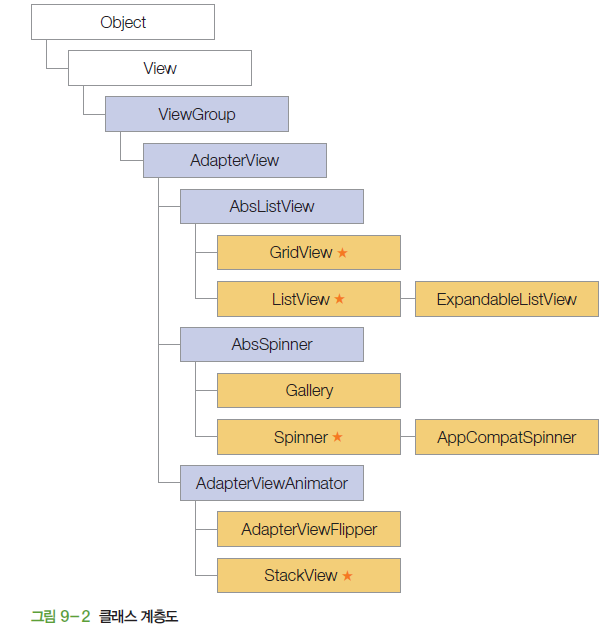 Object
View
ViewGroup
AdapterView
AbsListView
GridView ★
ListView ★ ExpandableListView
AbsSpinner
Gallery
Spinner ★ AppCompatSpinner
AdapterViewAnimator
AdapterViewFlipper
StackView ★
그림 9-2 클래스 계층도